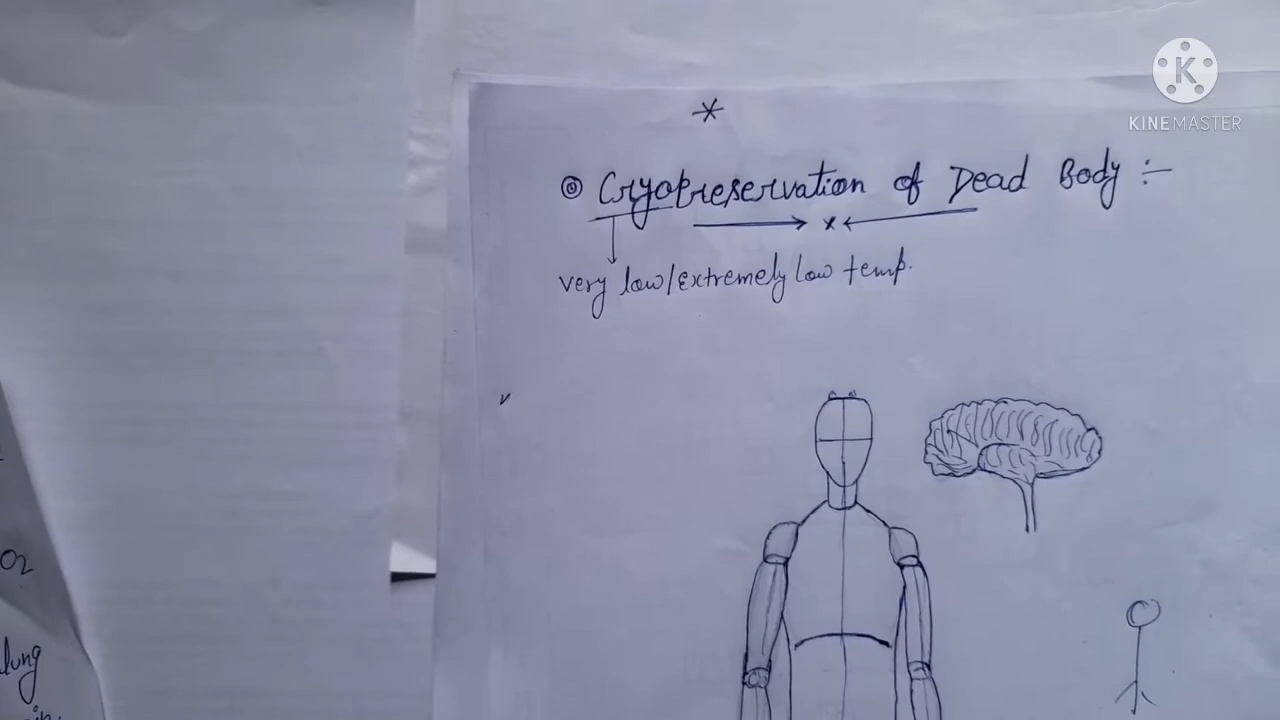 KINEMASTER
Cryopreservation of Dead Body :-
very low/extremely low temp.
O2
lung